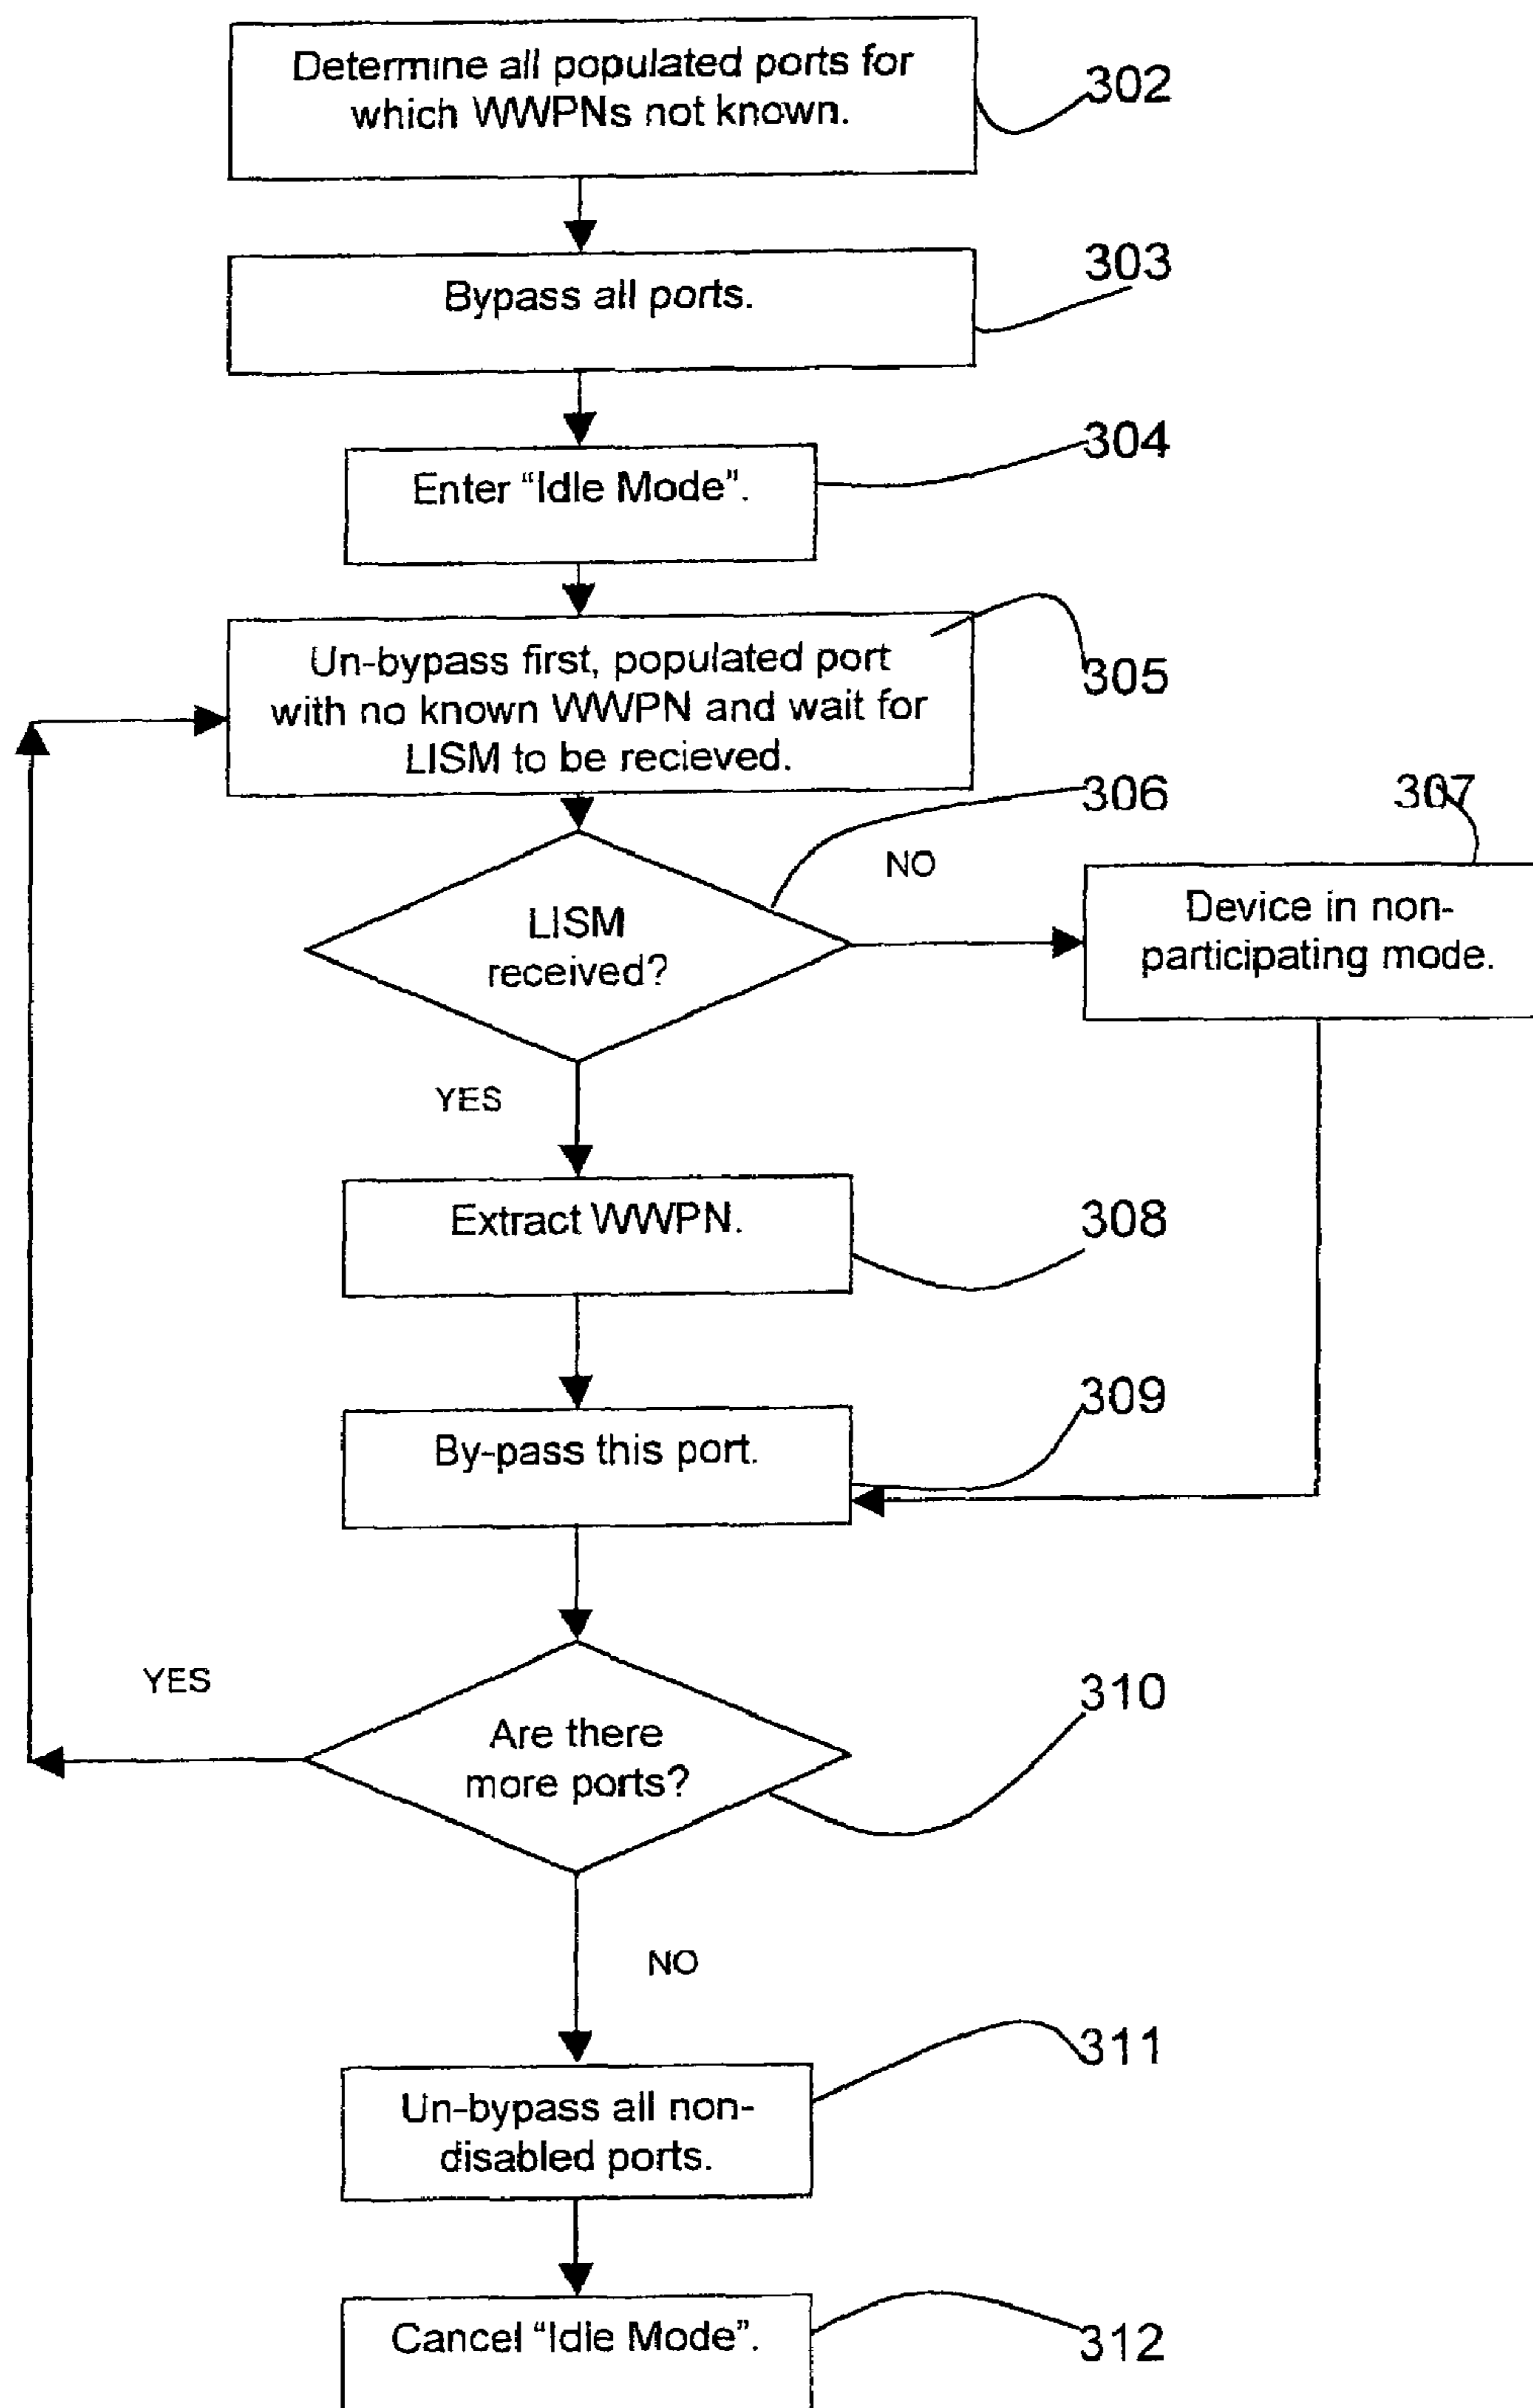 Determine all populated ports for
which WWPNs not known.
302
Bypass all ports.
303
Enter “Idle Mode”.
304
Un-bypass first, populated port
with no known WWPN and wait for
LISM to be recieved.
305
LISM
received?
306
NO
307
Device in non-
participating mode.
YES
Extract WWPN.
308
By-pass this port.
309
YES
Are there
more ports?
310
NO
Un-bypass all non-
disabled ports.
311
Cancel “Idle Mode”.
312